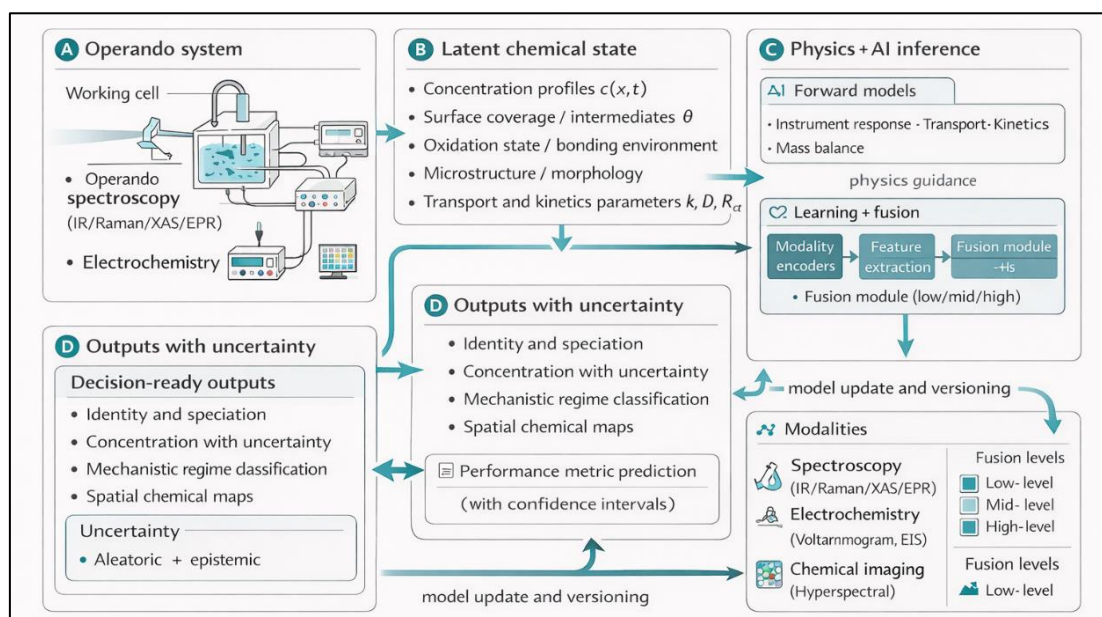 A Operando system
Working cell
• Operando
spectroscopy
(IR/Raman/XAS/EPR)
• Electrochemistry
B Latent chemical state
• Concentration profiles c(x, t)
• Surface coverage / intermediates θ
• Oxidation state / bonding environment
• Microstructure / morphology
• Transport and kinetics parameters k, D, R_ct
C Physics + AI inference
AI Forward models
• Instrument response - Transport - Kinetics
• Mass balance
physics guidance
Learning + fusion
Modality
encoders
Feature
extraction
Fusion module
-+ls
• Fusion module (low/mid/high)
D Outputs with uncertainty
Decision-ready outputs
• Identity and speciation
• Concentration with uncertainty
• Mechanistic regime classification
• Spatial chemical maps
Uncertainty
• Aleatoric + epistemic
D Outputs with uncertainty
• Identity and speciation
• Concentration with uncertainty
• Mechanistic regime classification
• Spatial chemical maps
Performance metric prediction
(with confidence intervals)
model update and versioning
model update and versioning
Modalities
Spectroscopy
(IR/Raman/XAS/EPR)
Electrochemistry
(Voltarnmogram, EIS)
Chemical imaging
(Hyperspectral)
Fusion levels
Low-level
Mid-level
High-level
Fusion levels
Low-level